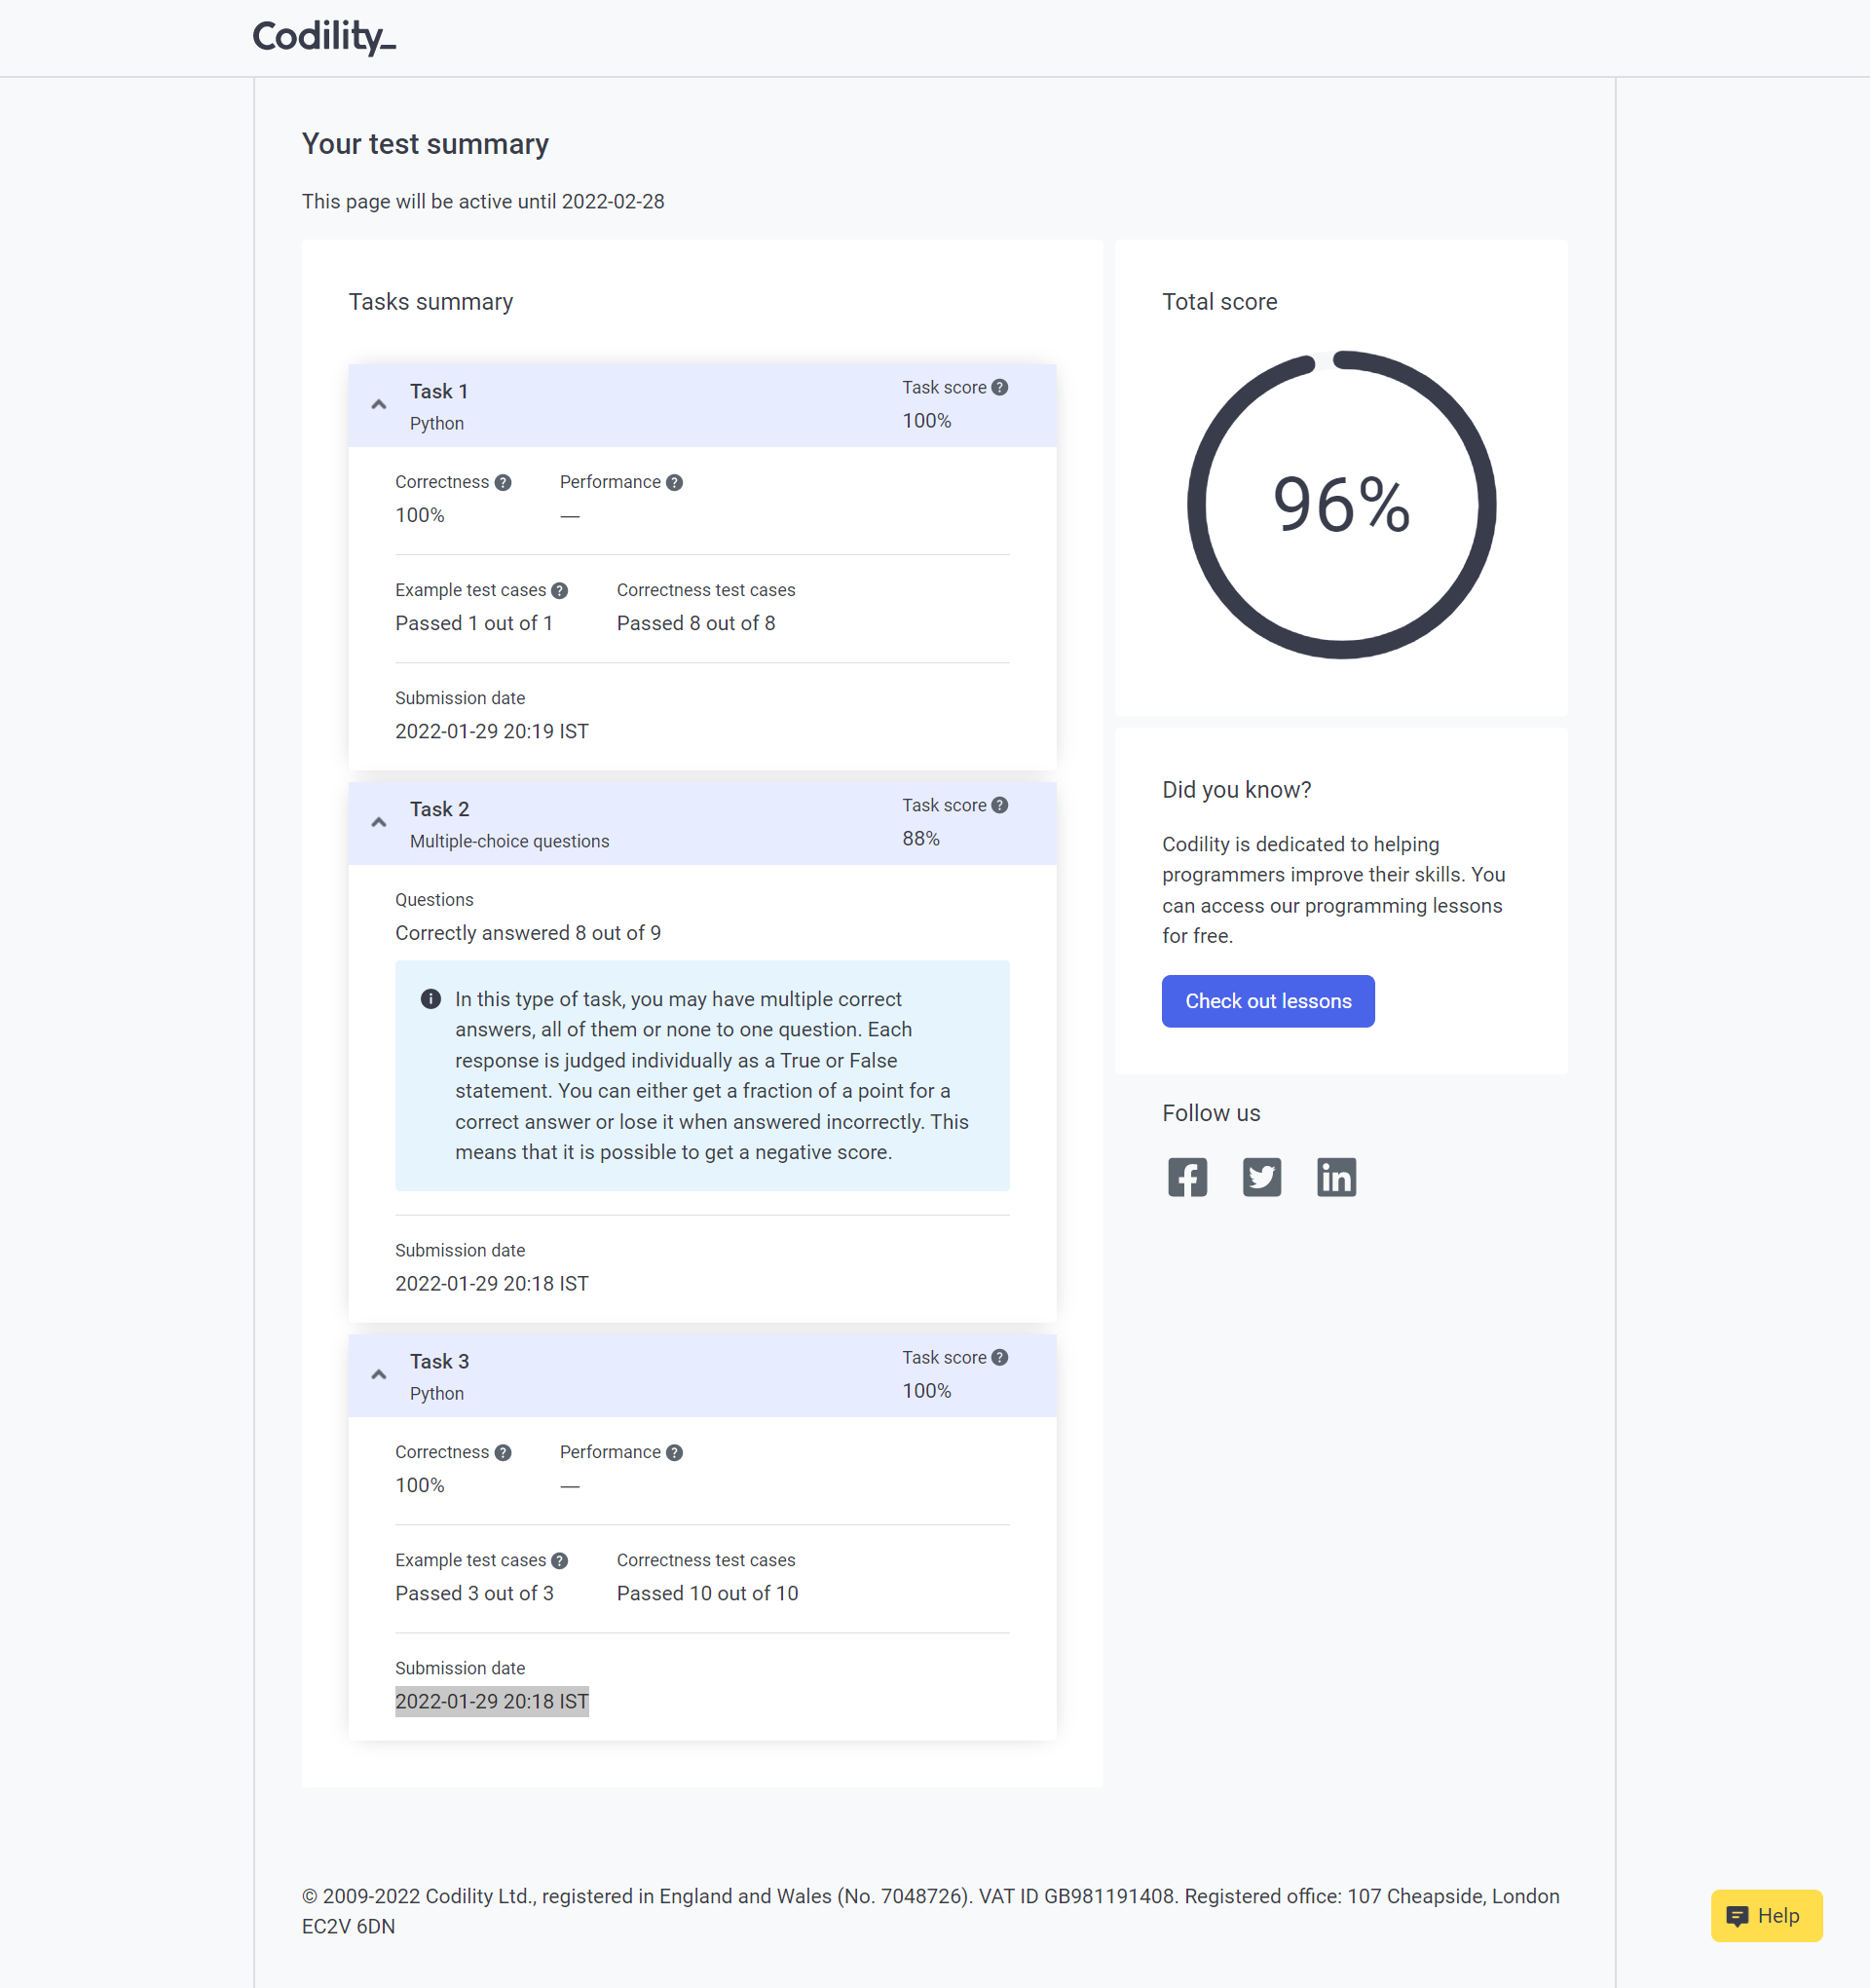 Codility_
Your test summary
This page will be active until 2022-02-28
Tasks summary
Task 1
Python
Task score ?
100%
Correctness ?
Performance ?
100%
—
Example test cases ?
Correctness test cases
Passed 1 out of 1
Passed 8 out of 8
Submission date
2022-01-29 20:19 IST
Task 2
Multiple-choice questions
Task score ?
88%
Questions
Correctly answered 8 out of 9
In this type of task, you may have multiple correct
answers, all of them or none to one question. Each
response is judged individually as a True or False
statement. You can either get a fraction of a point for a
correct answer or lose it when answered incorrectly. This
means that it is possible to get a negative score.
Submission date
2022-01-29 20:18 IST
Task 3
Python
Task score ?
100%
Correctness ?
Performance ?
100%
—
Example test cases ?
Correctness test cases
Passed 3 out of 3
Passed 10 out of 10
Submission date
2022-01-29 20:18 IST
Total score
96%
Did you know?
Codility is dedicated to helping
programmers improve their skills. You
can access our programming lessons
for free.
Check out lessons
Follow us
© 2009-2022 Codility Ltd., registered in England and Wales (No. 7048726). VAT ID GB981191408. Registered office: 107 Cheapside, London
EC2V 6DN
Help